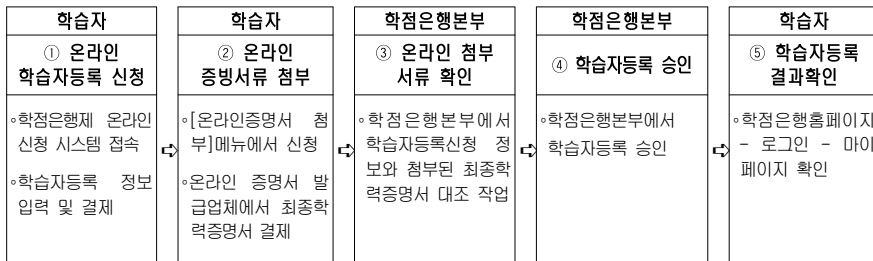 학습자
① 온라인
학습자등록 신청
◦학점은행제 온라인
신청 시스템 접속
◦학습자등록 정보
입력 및 결제
➪
학습자
② 온라인
증빙서류 첨부
◦[온라인증명서 첨
부]메뉴에서 신청
◦온라인 증명서 발
급업체에서 최종학
력증명서 결제
➪
학점은행본부
③ 온라인 첨부
서류 확인
◦학점은행본부에서
학습자등록신청 정
보와 첨부된 최종학
력증명서 대조 작업
➪
학점은행본부
④ 학습자등록 승인
◦학점은행본부에서
학습자등록 승인
➪
학습자
⑤ 학습자등록
결과확인
◦학점은행홈페이지
- 로그인 - 마이
페이지 확인